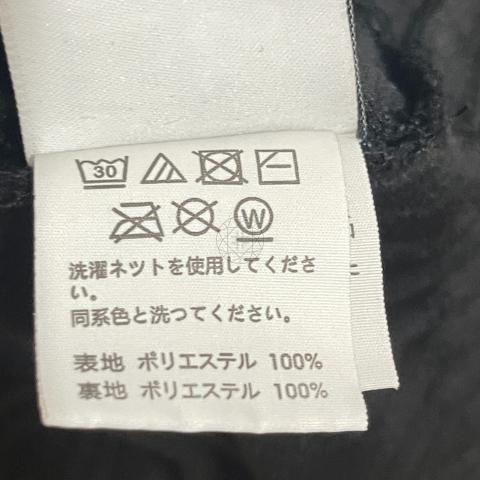 30
W
洗濯ネットを使用してくださ
い。
同系色と洗つてください。
表地 ポリエステル 100%
裏地 ポリエステル 100%